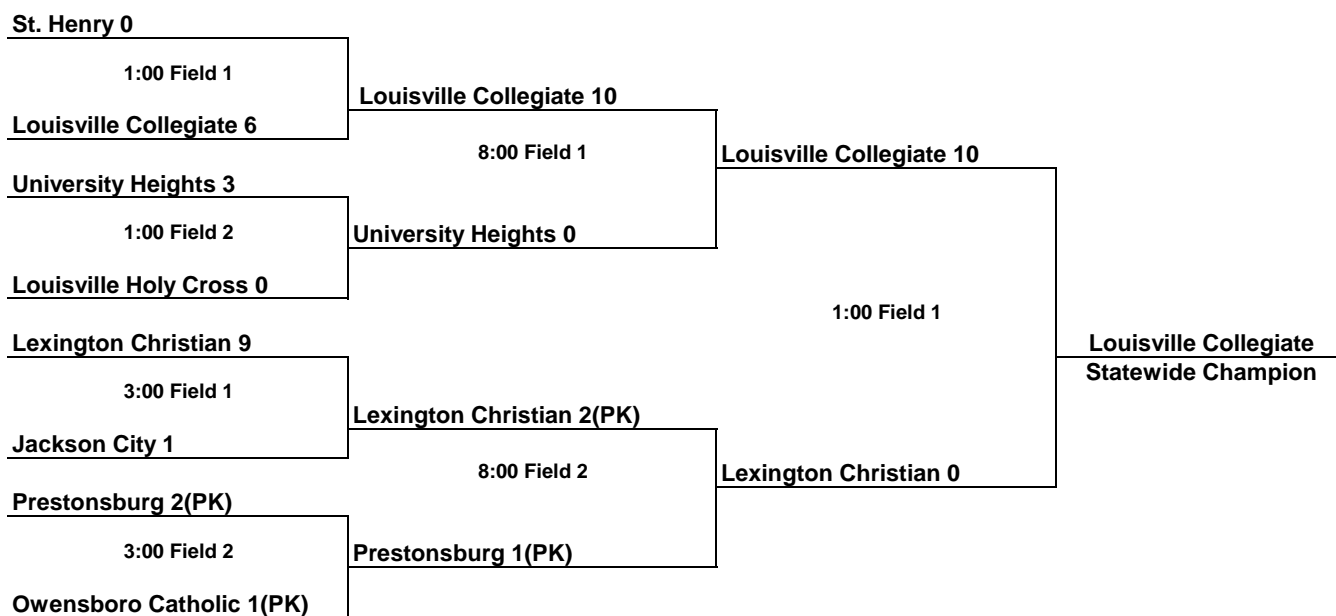 St. Henry 0
1:00 Field 1
Louisville Collegiate 10
Louisville Collegiate 6
8:00 Field 1
Louisville Collegiate 10
University Heights 3
1:00 Field 2
University Heights 0
Louisville Holy Cross 0
1:00 Field 1
Lexington Christian 9
Louisville Collegiate
Statewide Champion
3:00 Field 1
Lexington Christian 2(PK)
Jackson City 1
8:00 Field 2
Lexington Christian 0
Prestonsburg 2(PK)
3:00 Field 2
Prestonsburg 1(PK)
Owensboro Catholic 1(PK)